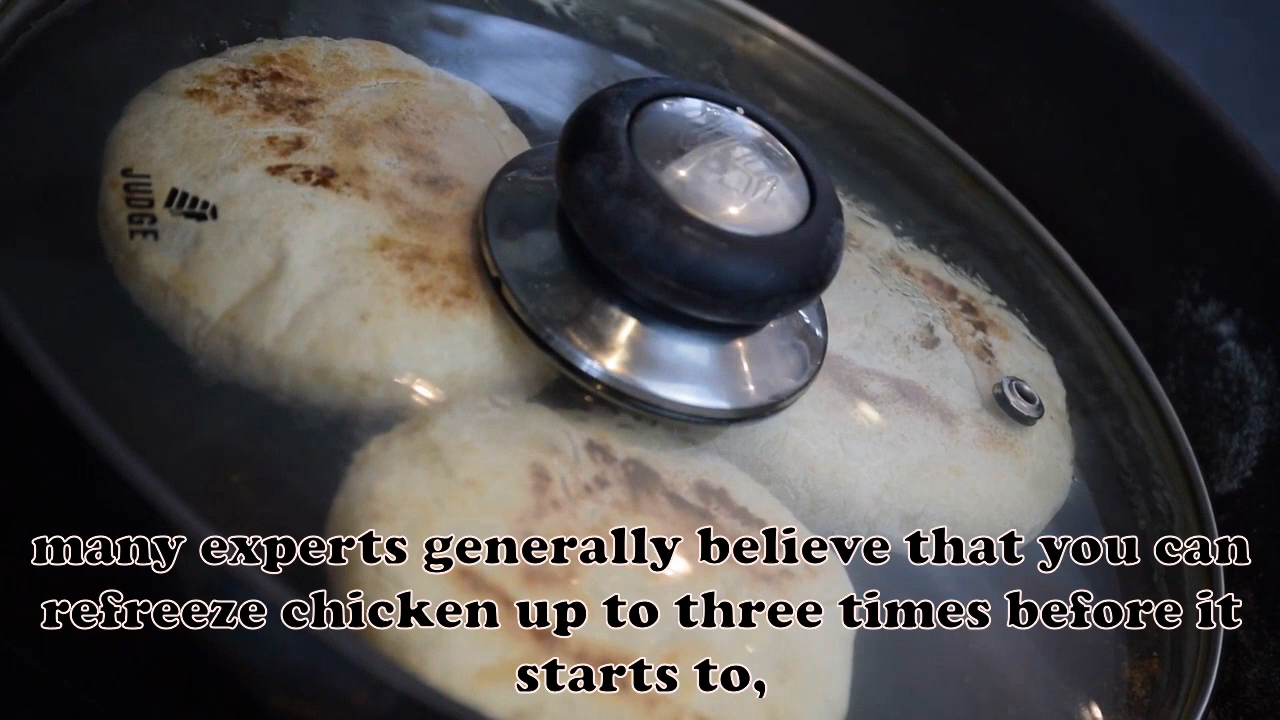 JUDGE
many experts generally believe that you can
refreeze chicken up to three times before it
starts to,